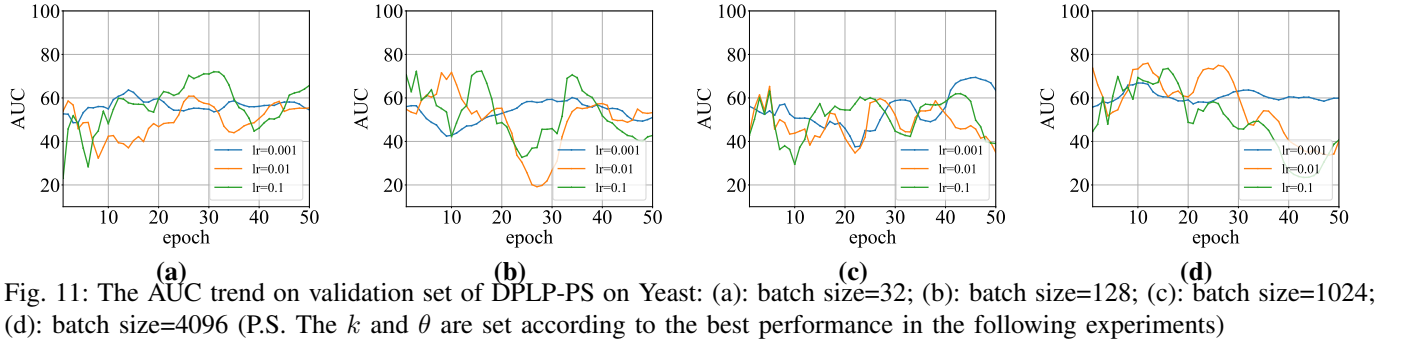 100
80
60
40
20
AUC
10 20 30 40 50
epoch
lr=0.001
lr=0.01
lr=0.1
(a)
100
80
60
40
20
AUC
10 20 30 40 50
epoch
lr=0.001
lr=0.01
lr=0.1
(b)
100
80
60
40
20
AUC
10 20 30 40 50
epoch
lr=0.001
lr=0.01
lr=0.1
(c)
100
80
60
40
20
AUC
10 20 30 40 50
epoch
lr=0.001
lr=0.01
lr=0.1
(d)
Fig. 11: The AUC trend on validation set of DPLP-PS on Yeast: (a): batch size=32; (b): batch size=128; (c): batch size=1024;
(d): batch size=4096 (P.S. The k and θ are set according to the best performance in the following experiments)